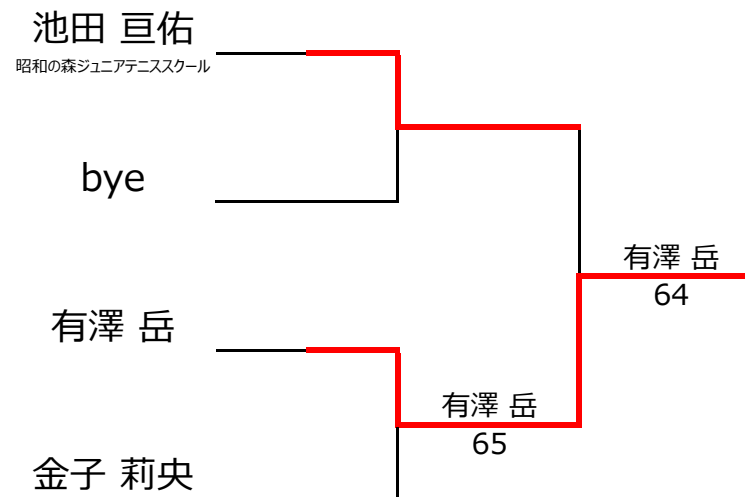 池田 亘佑
昭和の森ジュニアテニススクール
bye
有澤 岳
64
有澤 岳
有澤 岳
65
金子 莉央